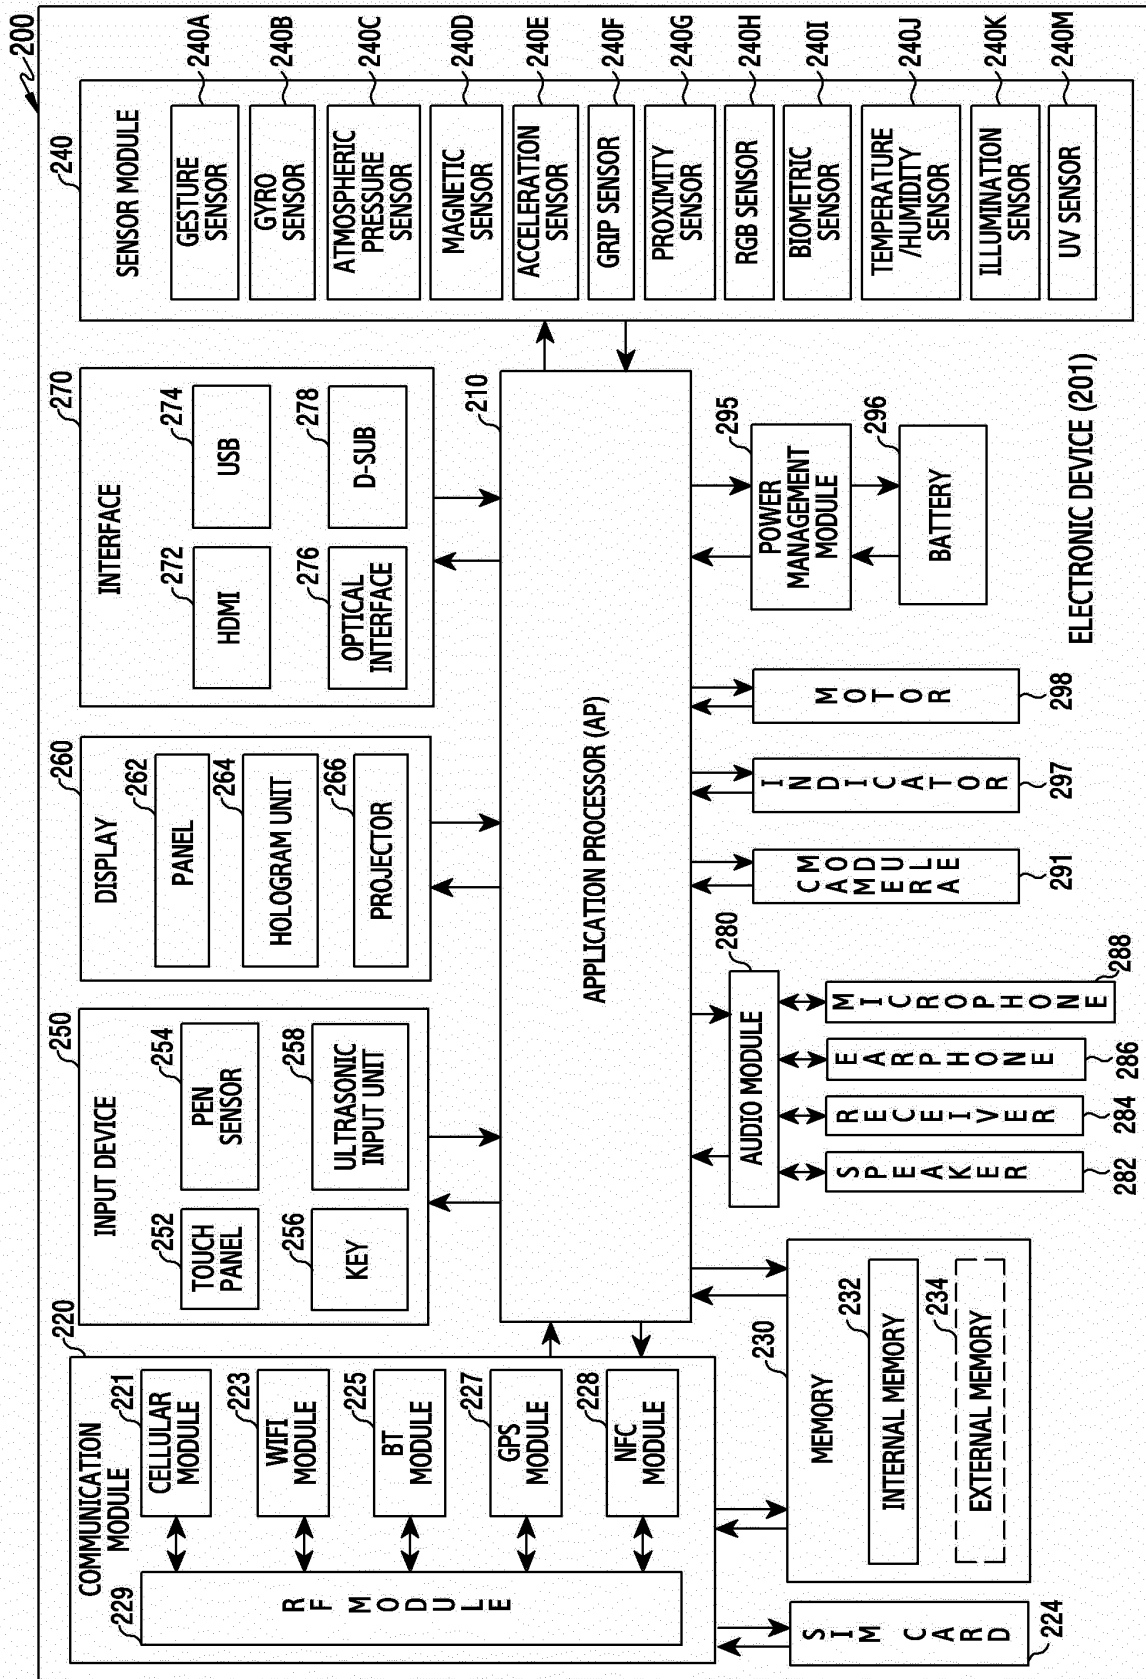 200
COMMUNICATION
MODULE
220
229
RF MODULE
221
CELLULAR
MODULE
223
WIFI
MODULE
225
BT
MODULE
227
GPS
MODULE
228
NFC
MODULE
INPUT DEVICE
250
252
TOUCH
PANEL
254
PEN
SENSOR
256
KEY
258
ULTRASONIC
INPUT UNIT
DISPLAY
260
262
PANEL
264
HOLOGRAM UNIT
266
PROJECTOR
INTERFACE
270
272
HDMI
274
USB
276
OPTICAL
INTERFACE
278
D-SUB
240
SENSOR MODULE
GESTURE
SENSOR
240A
GYRO
SENSOR
240B
ATMOSPHERIC
PRESSURE
SENSOR
240C
MAGNETIC
SENSOR
240D
ACCELERATION
SENSOR
240E
GRIP SENSOR
240F
PROXIMITY
SENSOR
240G
RGB SENSOR
240H
BIOMETRIC
SENSOR
240I
TEMPERATURE
/HUMIDITY
SENSOR
240J
ILLUMINATION
SENSOR
240K
UV SENSOR
240M
210
APPLICATION PROCESSOR (AP)
SIM CARD
224
230
MEMORY
232
INTERNAL MEMORY
234
EXTERNAL MEMORY
280
AUDIO MODULE
SPEAKER
282
RECEIVER
284
EARPHONE
286
MICROPHONE
288
CAMERA
MODULE
291
INDICATOR
297
MOTOR
298
295
POWER
MANAGEMENT
MODULE
296
BATTERY
ELECTRONIC DEVICE (201)